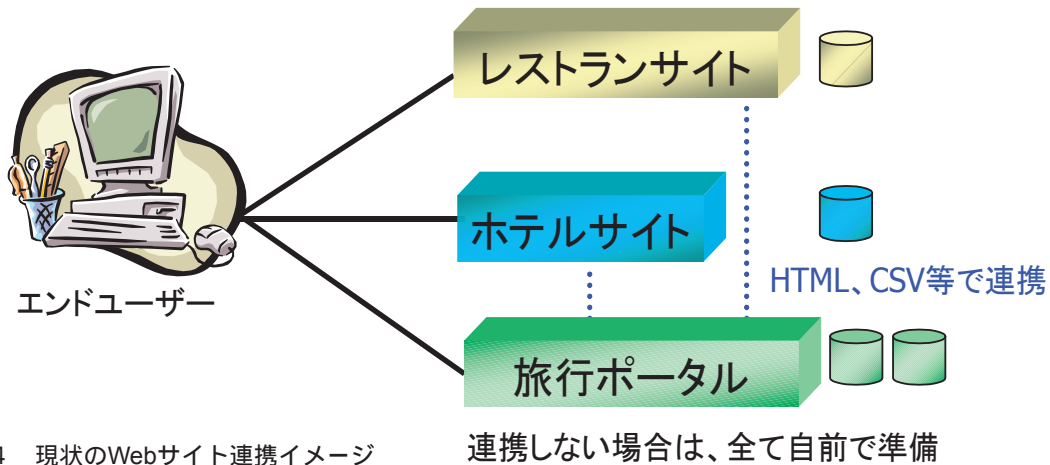 レストランサイト
ホテルサイト
HTML、CSV等で連携
エンドユーザー
旅行ポータル
連携しない場合は、全て自前で準備
4 現状のWebサイト連携イメージ